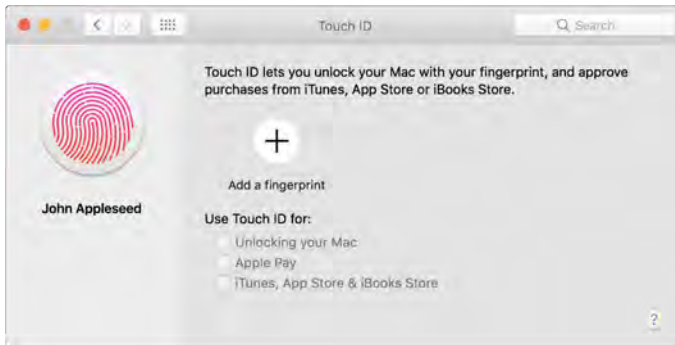 Touch ID
Search
Touch ID lets you unlock your Mac with your fingerprint, and approve
purchases from iTunes, App Store or iBooks Store.
Add a fingerprint
John Appleseed
Use Touch ID for:
Unlocking your Mac
Apple Pay
iTunes, App Store & iBooks Store
?